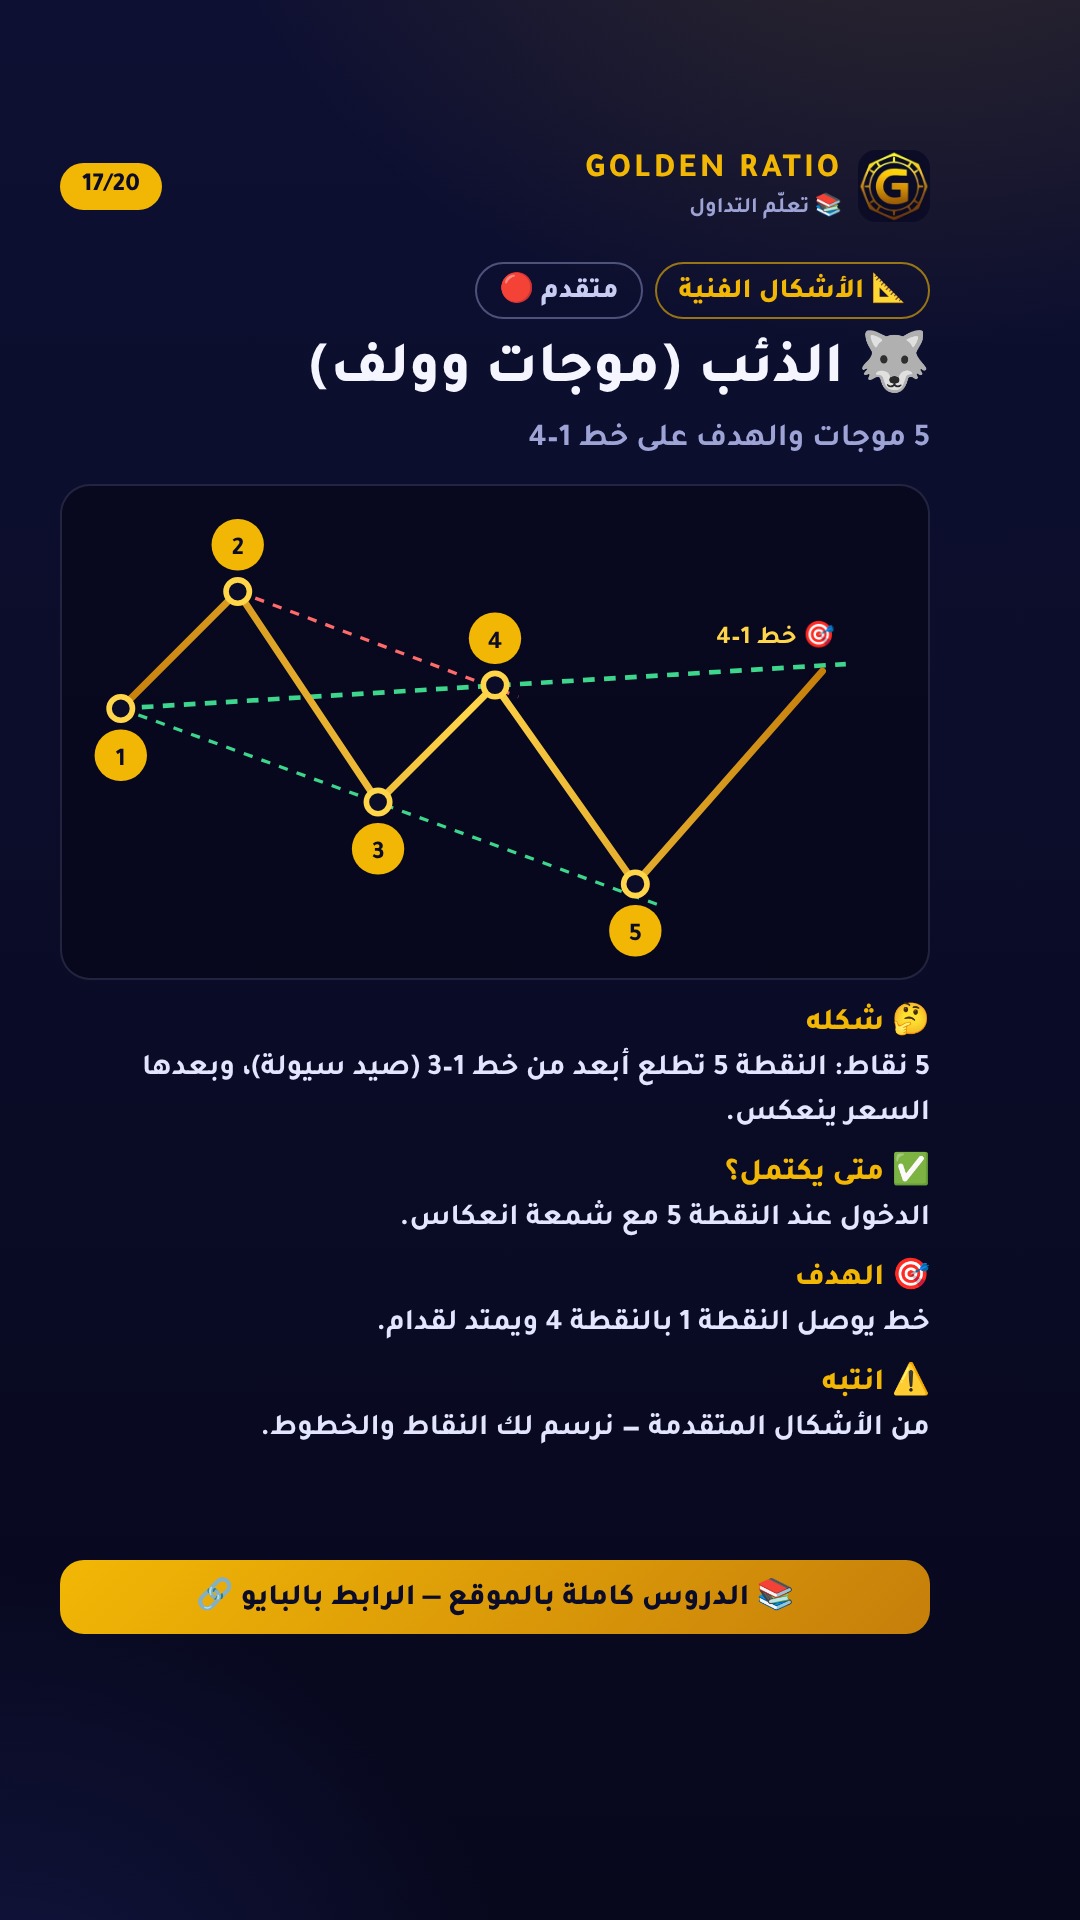 GOLDEN RATIO
📚 تعلّم التداول
17/20
📐 الأشكال الفنية
متقدم 🔴
🐺 الذئب (موجات وولف)
5 موجات والهدف على خط 1-4
2
4
🎯 خط 1-4
1
3
5
🤔 شكله
5 نقاط: النقطة 5 تطلع أبعد من خط 1-3 (صيد سيولة)، وبعدها
السعر ينعكس.
✅ متى يكتمل؟
الدخول عند النقطة 5 مع شمعة انعكاس.
🎯 الهدف
خط يوصل النقطة 1 بالنقطة 4 ويمتد لقدام.
⚠️ انتبه
من الأشكال المتقدمة — نرسم لك النقاط والخطوط.
📚 الدروس كاملة بالموقع — الرابط بالبايو 🔗